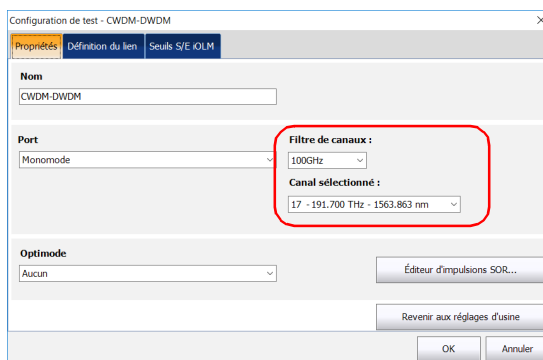 Configuration de test - CWDM-DWDM
Propriétés Définition du lien Seuils S/E iOLM
Nom
CWDM-DWDM
Port
Monomode
Filtre de canaux :
100GHz
Canal sélectionné :
17 - 191.700 THz - 1563.863 nm
Optimode
Aucun
Éditeur d'impulsions SOR...
Revenir aux réglages d'usine
OK Annuler